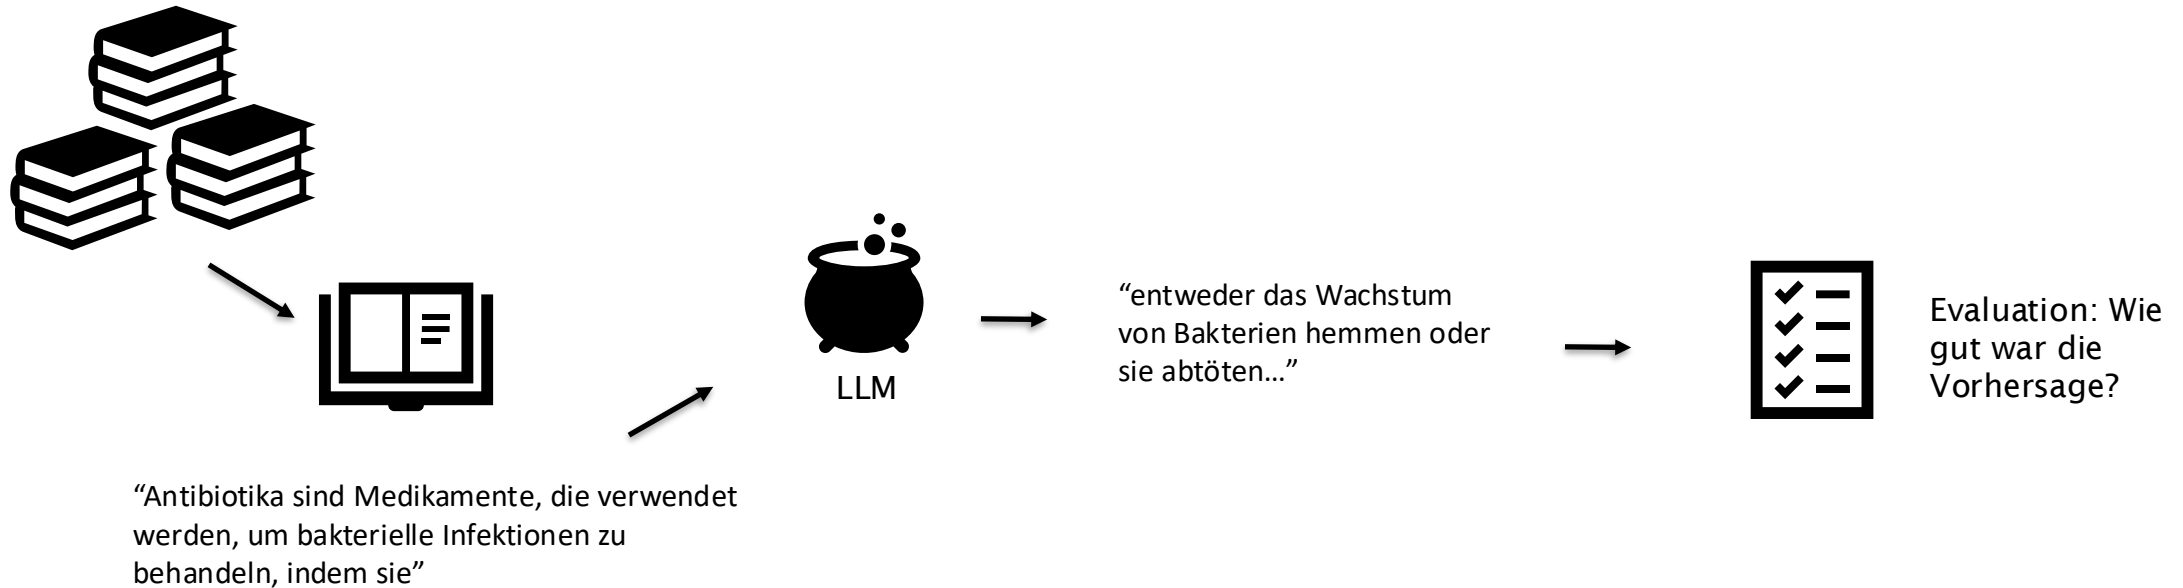 “Antibiotika sind Medikamente, die verwendet
werden, um bakterielle Infektionen zu
behandeln, indem sie”
LLM
“entweder das Wachstum
von Bakterien hemmen oder
sie abtöten…”
Evaluation: Wie
gut war die
Vorhersage?